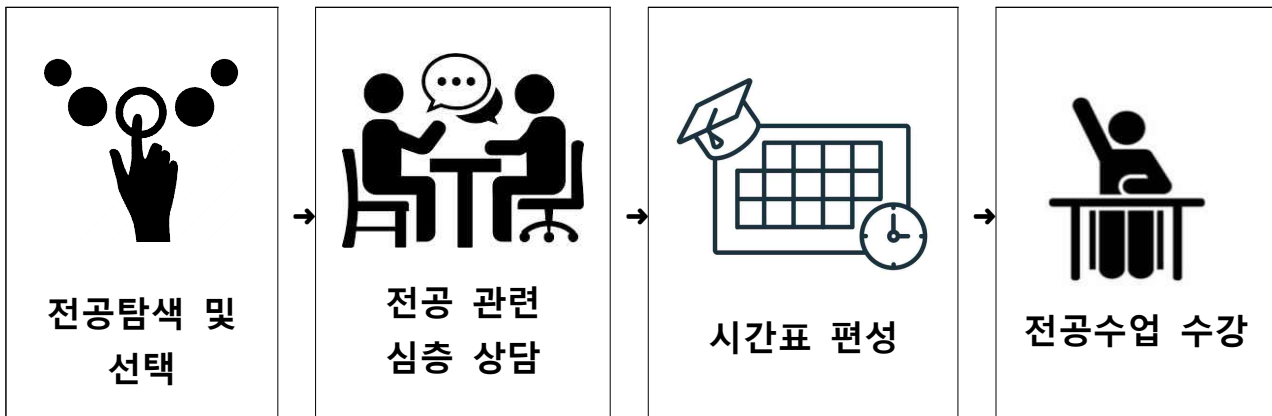 전공탐색 및
선택
전공 관련
심층 상담
시간표 편성
전공수업 수강